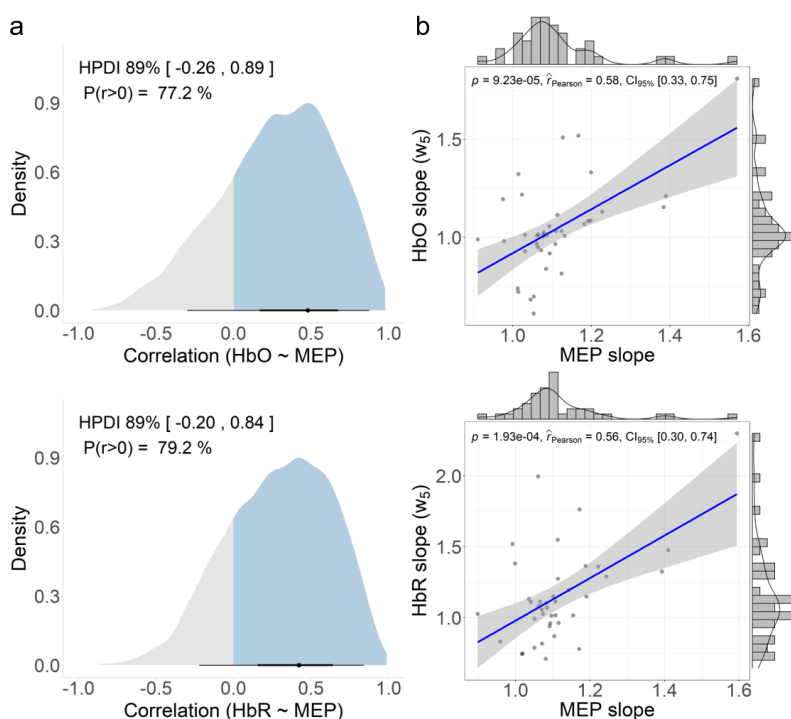 a
HPDI 89% [ -0.26 , 0.89 ]
P(r>0) = 77.2 %
0.9
0.6
0.3
0.0
Density
-1.0 -0.5 0.0 0.5 1.0
Correlation (HbO ~ MEP)
HPDI 89% [ -0.20 , 0.84 ]
P(r>0) = 79.2 %
0.9
0.6
0.3
0.0
Density
-1.0 -0.5 0.0 0.5 1.0
Correlation (HbR ~ MEP)
b
p = 9.23e-05, r̂Pearson = 0.58, CI95% [0.33, 0.75]
1.5
1.0
HbO slope (w5)
1.0 1.2 1.4 1.6
MEP slope
p = 1.93e-04, r̂Pearson = 0.56, CI95% [0.30, 0.74]
2.0
1.5
1.0
HbR slope (w5)
1.0 1.2 1.4 1.6
MEP slope